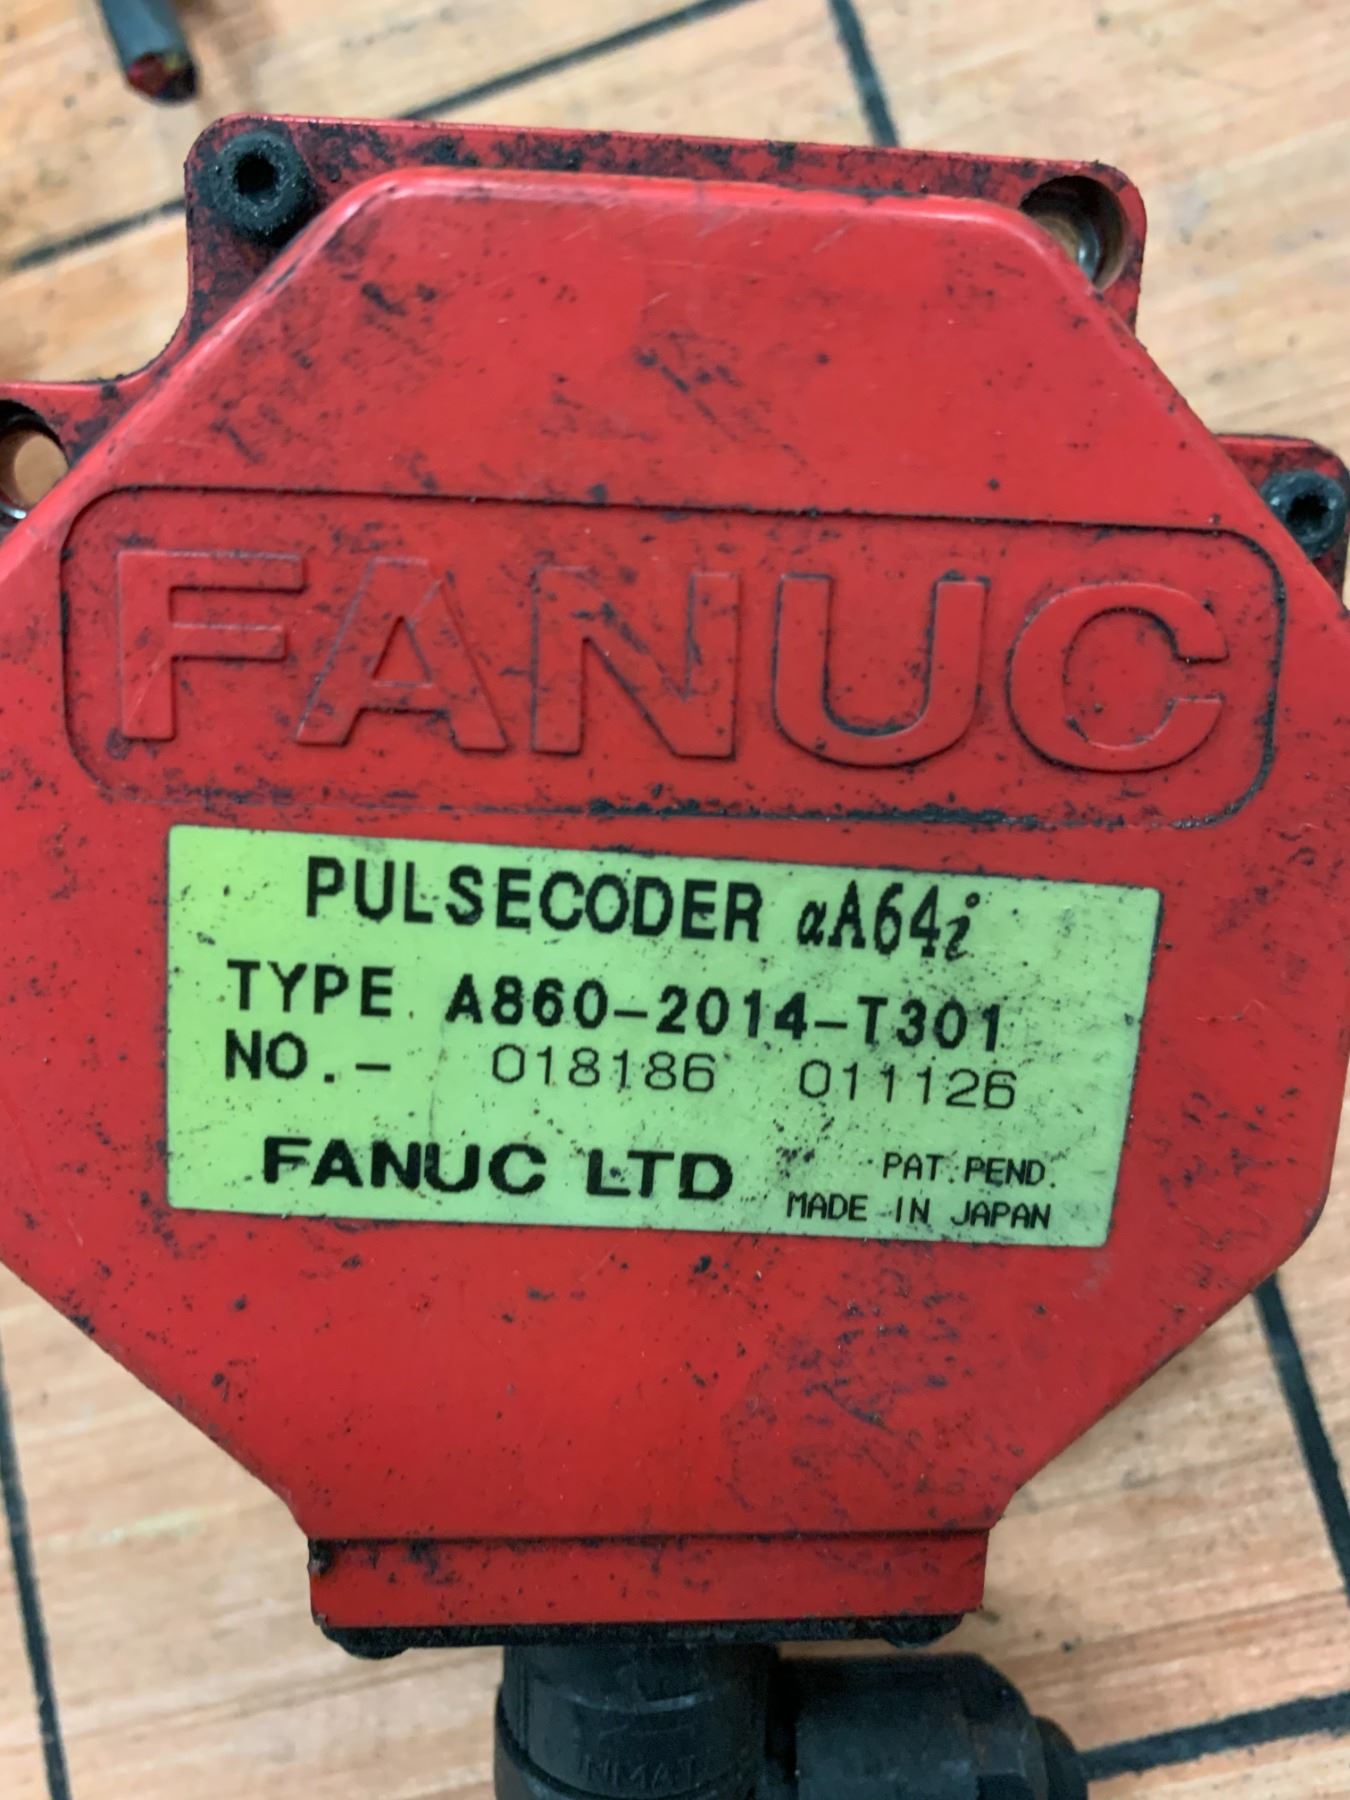 FANUC
PULSECODER αA64i
TYPE A860-2014-T301
NO.- 018186 011126
FANUC LTD PAT.PEND.
MADE IN JAPAN